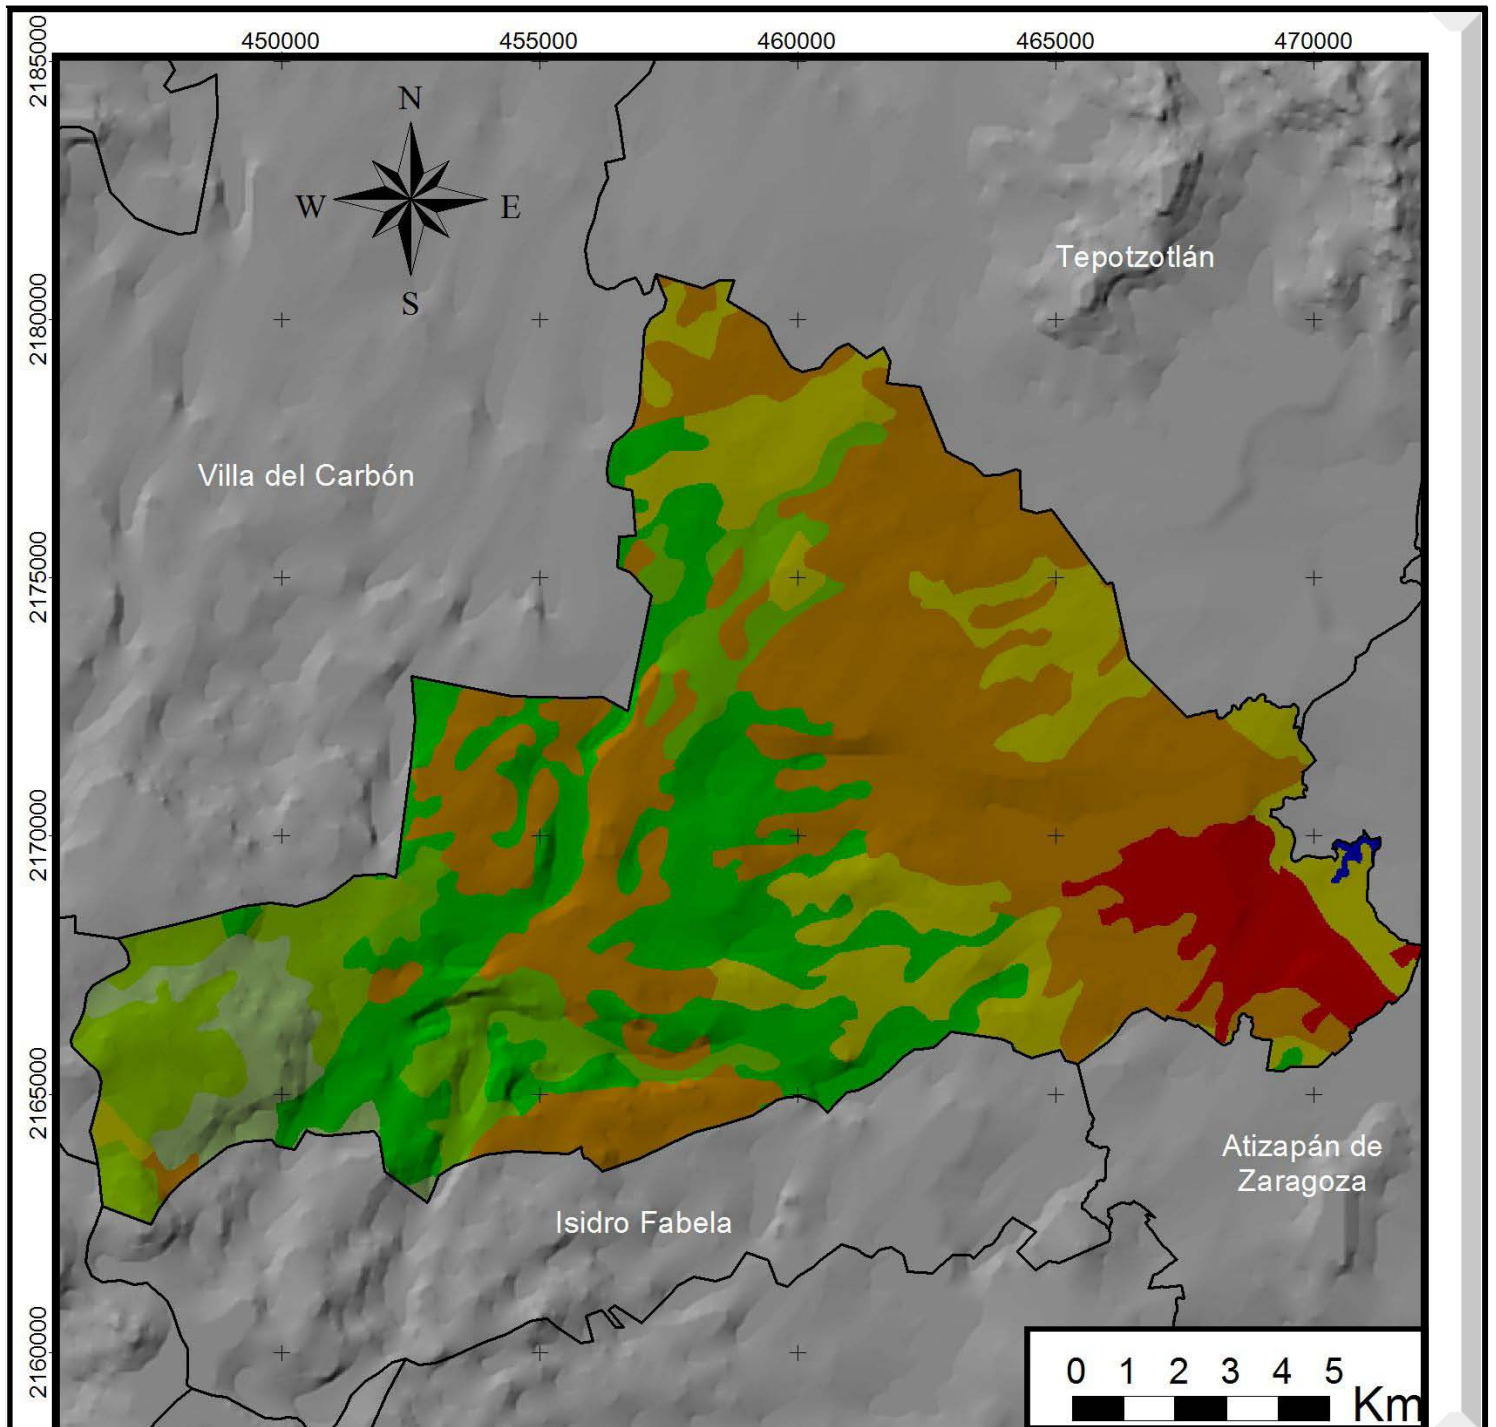 450000 455000 460000 465000 470000
2185000
N
W E
S
Tepotzotlán
2180000
Villa del Carbón
2175000
2170000
2165000
Atizapán de
Zaragoza
Isidro Fabela
2160000
0 1 2 3 4 5
Km